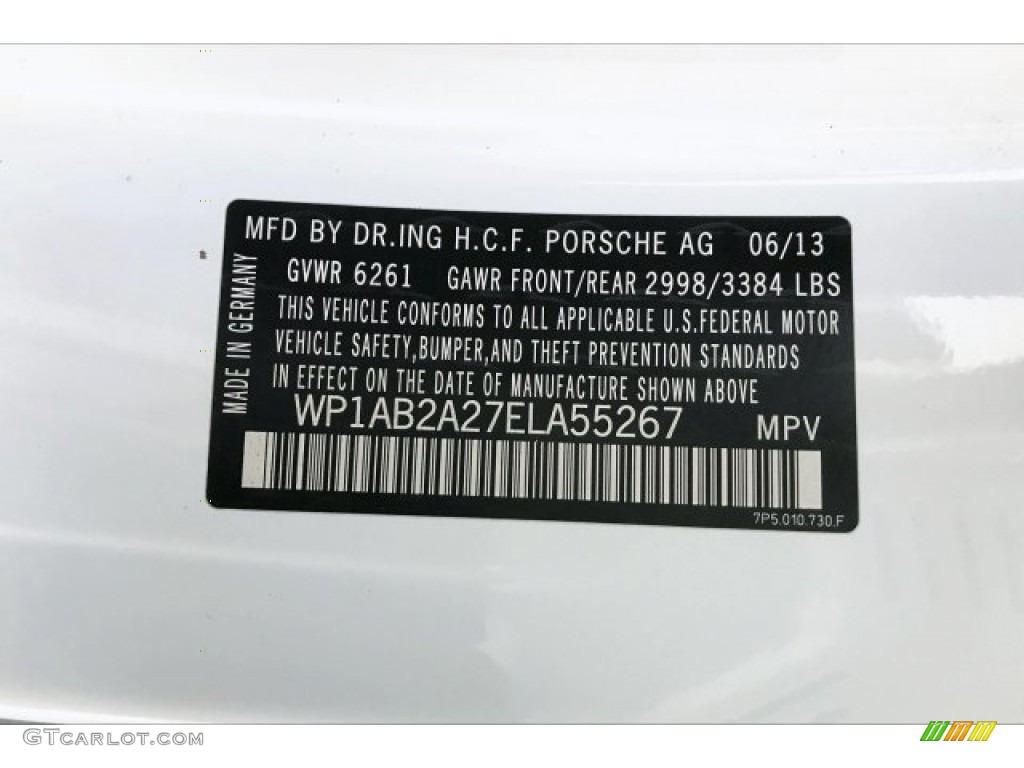 MFD BY DR.ING H.C.F. PORSCHE AG 06/13
GVWR 6261 GAWR FRONT/REAR 2998/3384 LBS
THIS VEHICLE CONFORMS TO ALL APPLICABLE U.S.FEDERAL MOTOR
VEHICLE SAFETY,BUMPER,AND THEFT PREVENTION STANDARDS
IN EFFECT ON THE DATE OF MANUFACTURE SHOWN ABOVE
WP1AB2A27ELA55267 MPV
7P5.010.730.F
MADE IN GERMANY
GTCARLOT.COM